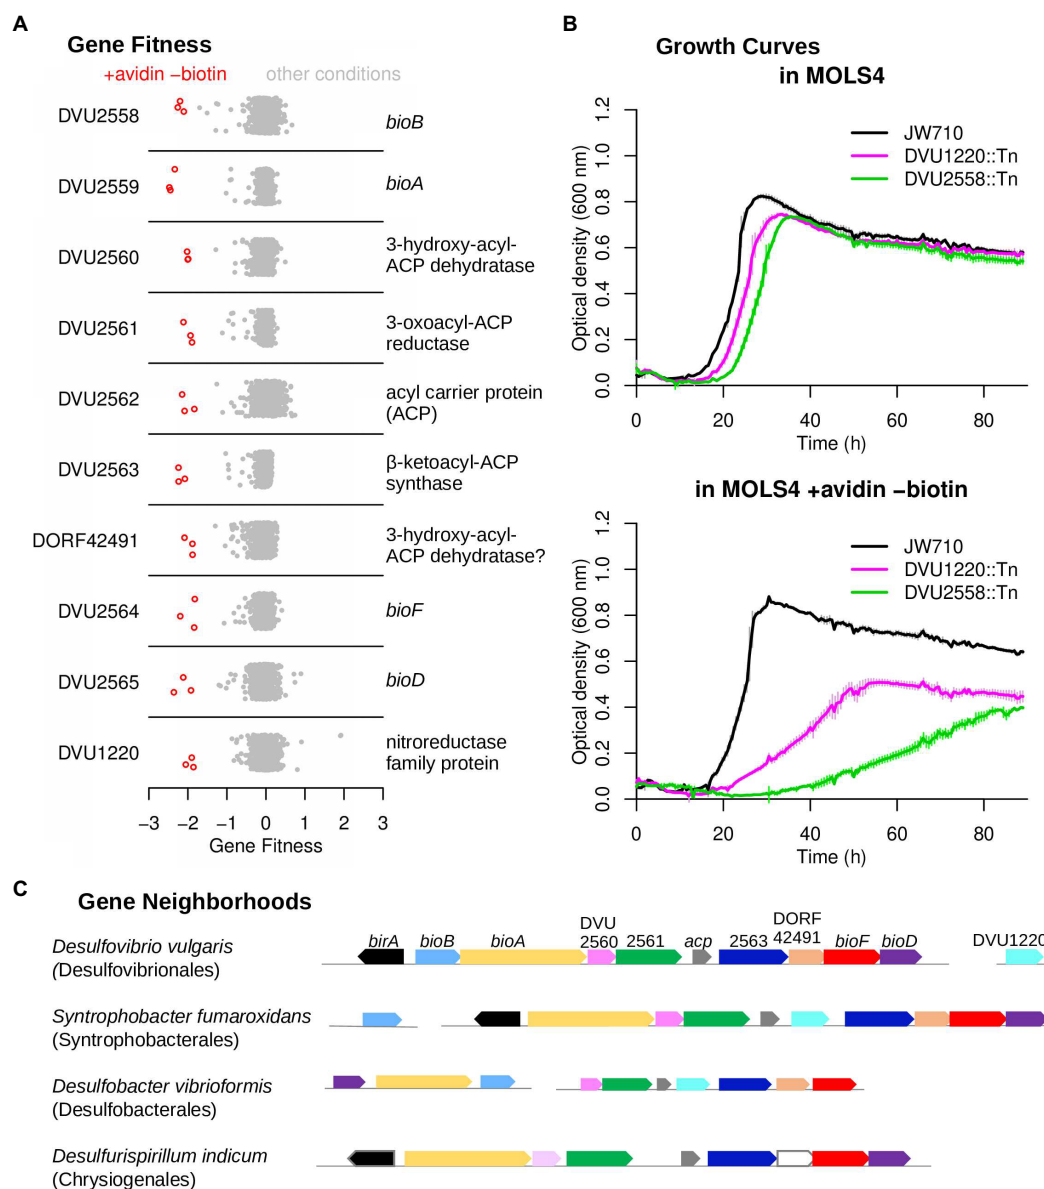 A
Gene Fitness
+avidin −biotin
other conditions
DVU2558
bioB
DVU2559
bioA
DVU2560
3-hydroxy-acyl-
ACP dehydratase
DVU2561
3-oxoacyl-ACP
reductase
DVU2562
acyl carrier protein
(ACP)
DVU2563
β-ketoacyl-ACP
synthase
DORF42491
3-hydroxy-acyl-
ACP dehydratase?
DVU2564
bioF
DVU2565
bioD
DVU1220
nitroreductase
family protein
−3 −2 −1 0 1 2 3
Gene Fitness
B
Growth Curves
in MOLS4
Optical density (600 nm)
0.0 0.2 0.4 0.6 0.8 1.0 1.2
JW710
DVU1220::Tn
DVU2558::Tn
0 20 40 60 80
Time (h)
in MOLS4 +avidin −biotin
Optical density (600 nm)
0.0 0.2 0.4 0.6 0.8 1.0 1.2
JW710
DVU1220::Tn
DVU2558::Tn
0 20 40 60 80
Time (h)
C
Gene Neighborhoods
Desulfovibrio vulgaris
(Desulfovibrionales)
birA
bioB
bioA
DVU
2560
2561
acp
2563
DORF
42491
bioF
bioD
DVU1220
Syntrophobacter fumaroxidans
(Syntrophobacterales)
Desulfobacter vibrioformis
(Desulfobacterales)
Desulfurispirillum indicum
(Chrysiogenales)